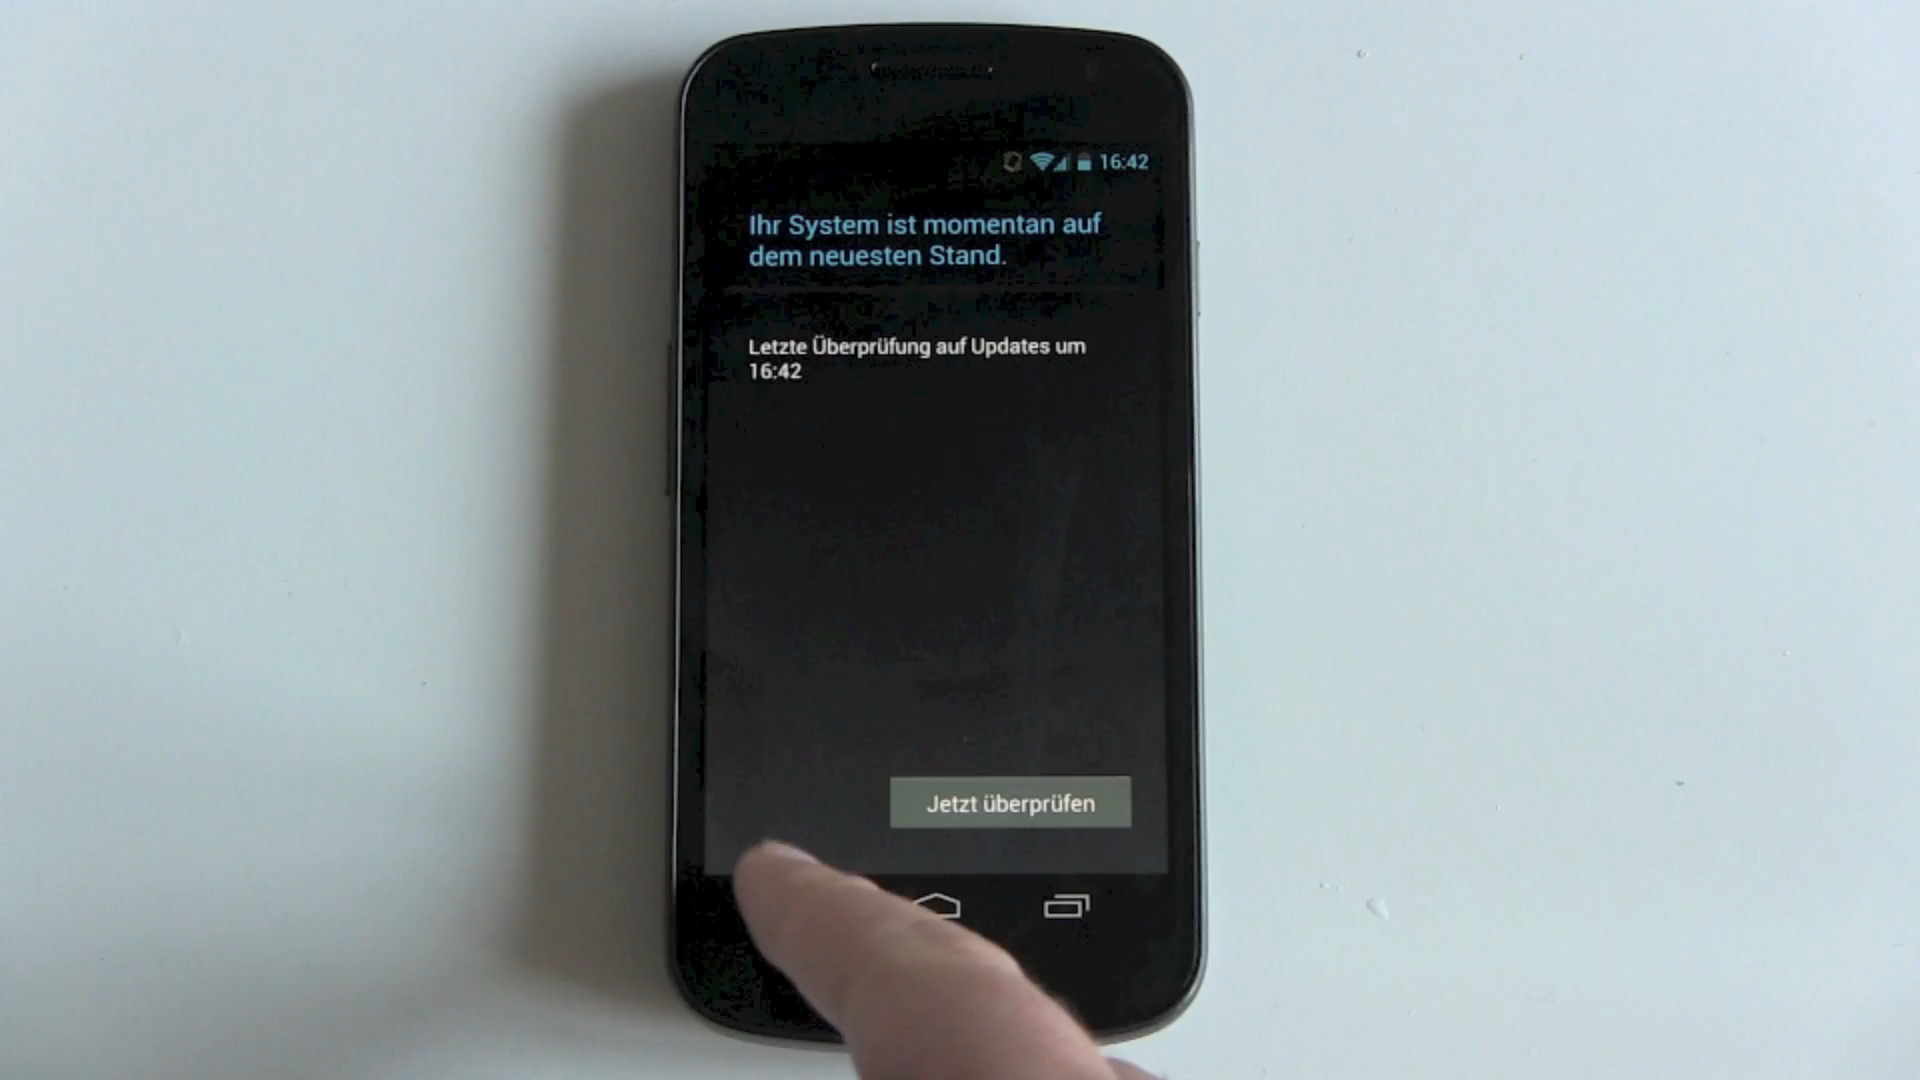 16:42
Ihr System ist momentan auf
dem neuesten Stand.
Letzte Überprüfung auf Updates um
16:42
Jetzt überprüfen